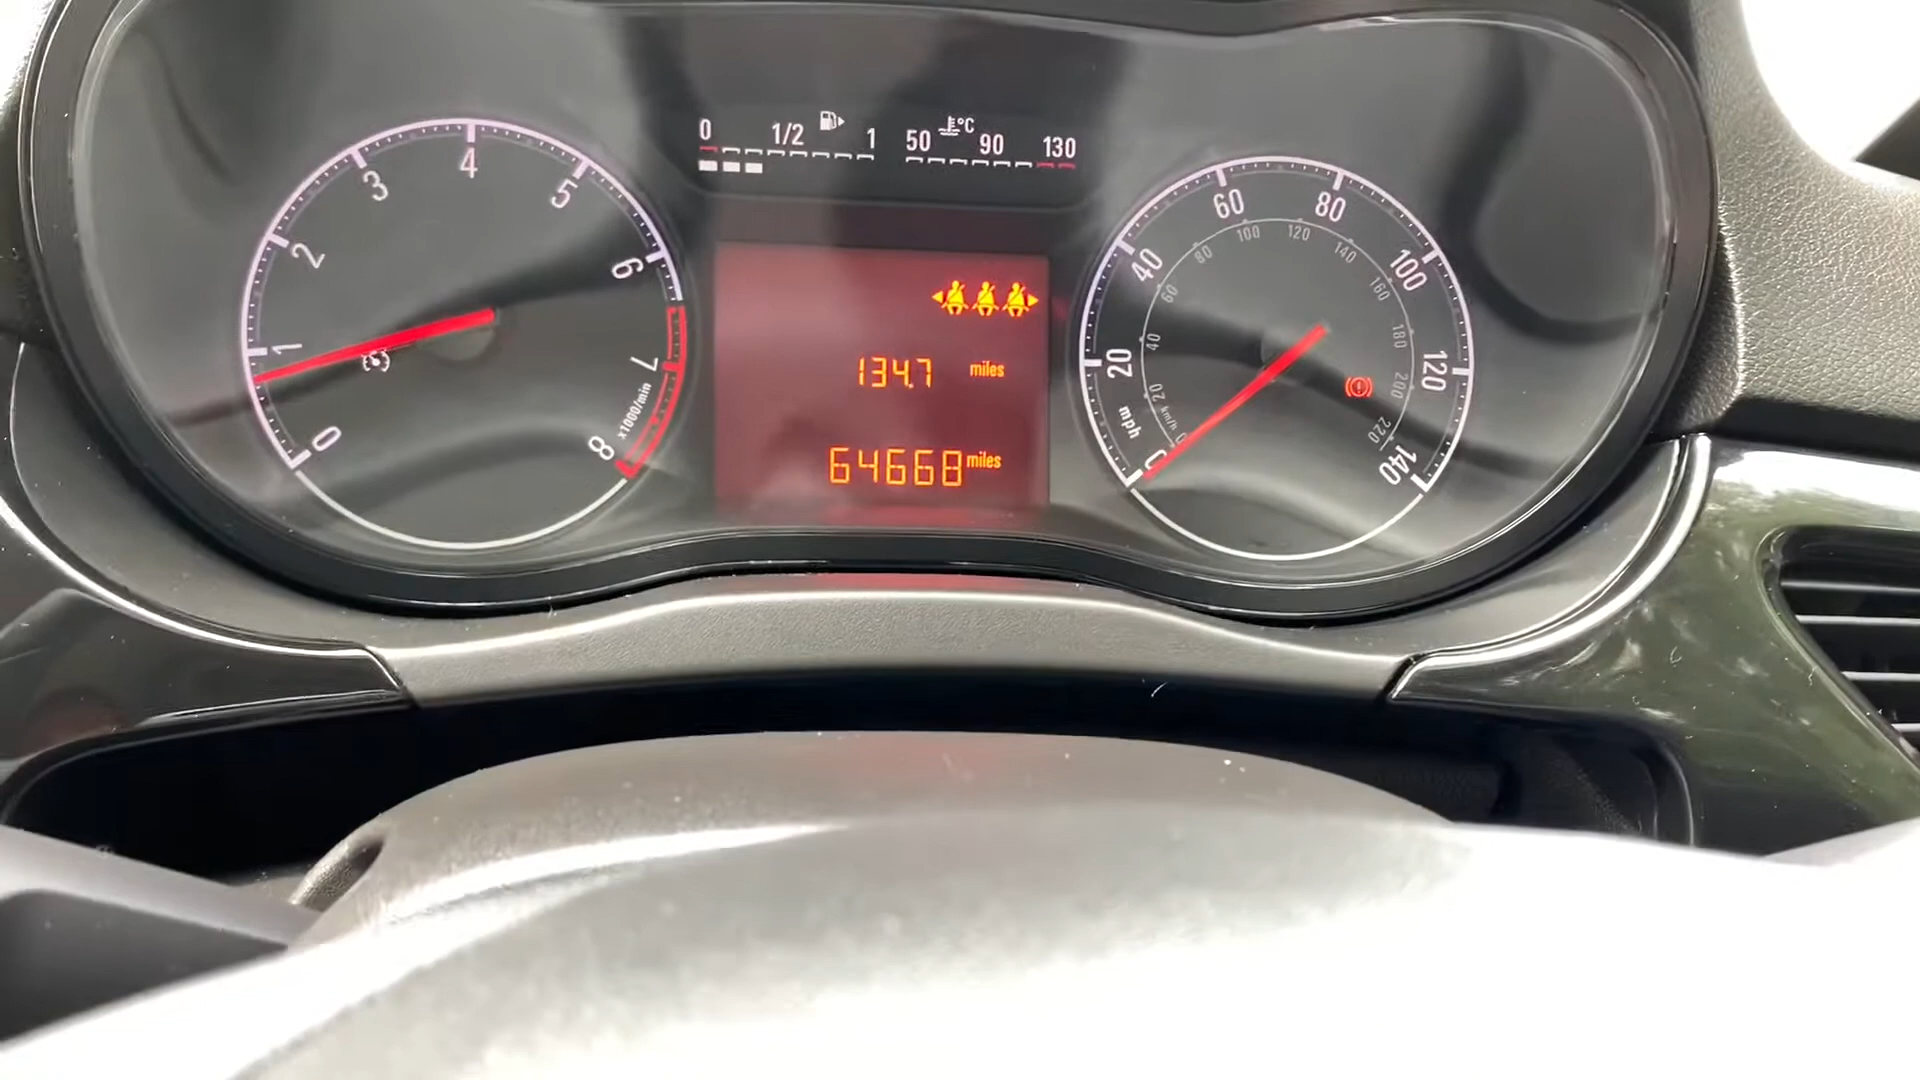 0 1/2 1
50 °C 90 130
0 1 2 3 4 5 6 7 8
x1000/min
134.7 miles
64668 miles
0 20 40 60 80 100 120 140
mph
0 20 40 60 80 100 120 140 160 180 200 220
km/h